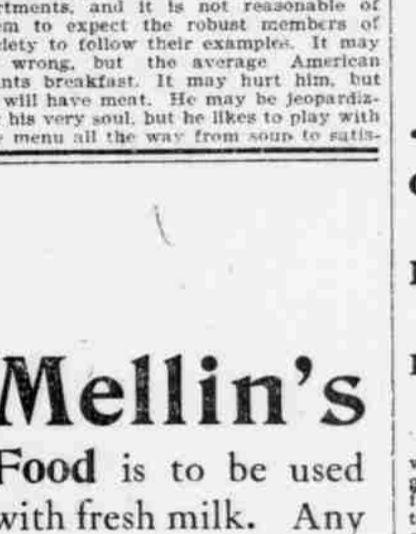 rtments, and it is not reasonable of
em to expect the robust members of
iety to follow their examples. It may
wrong, but the average American
nts breakfast. It may hurt him, but
will have meat. He may be jeopardiz-
his very soul, but he likes to play with
e menu all the way from soup to satis-
Mellin's
Food is to be used
with fresh milk. Any